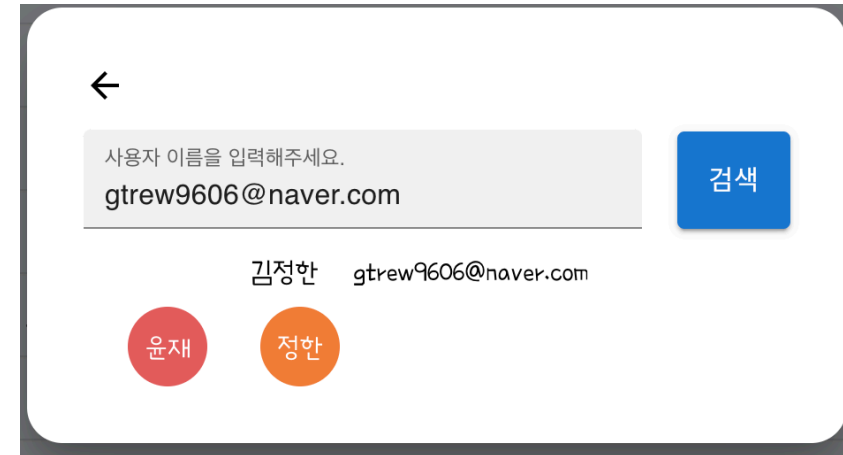 사용자 이름을 입력해주세요.
gtrew9606@naver.com
검색
김정한 gtrew9606@naver.com
윤재 정한